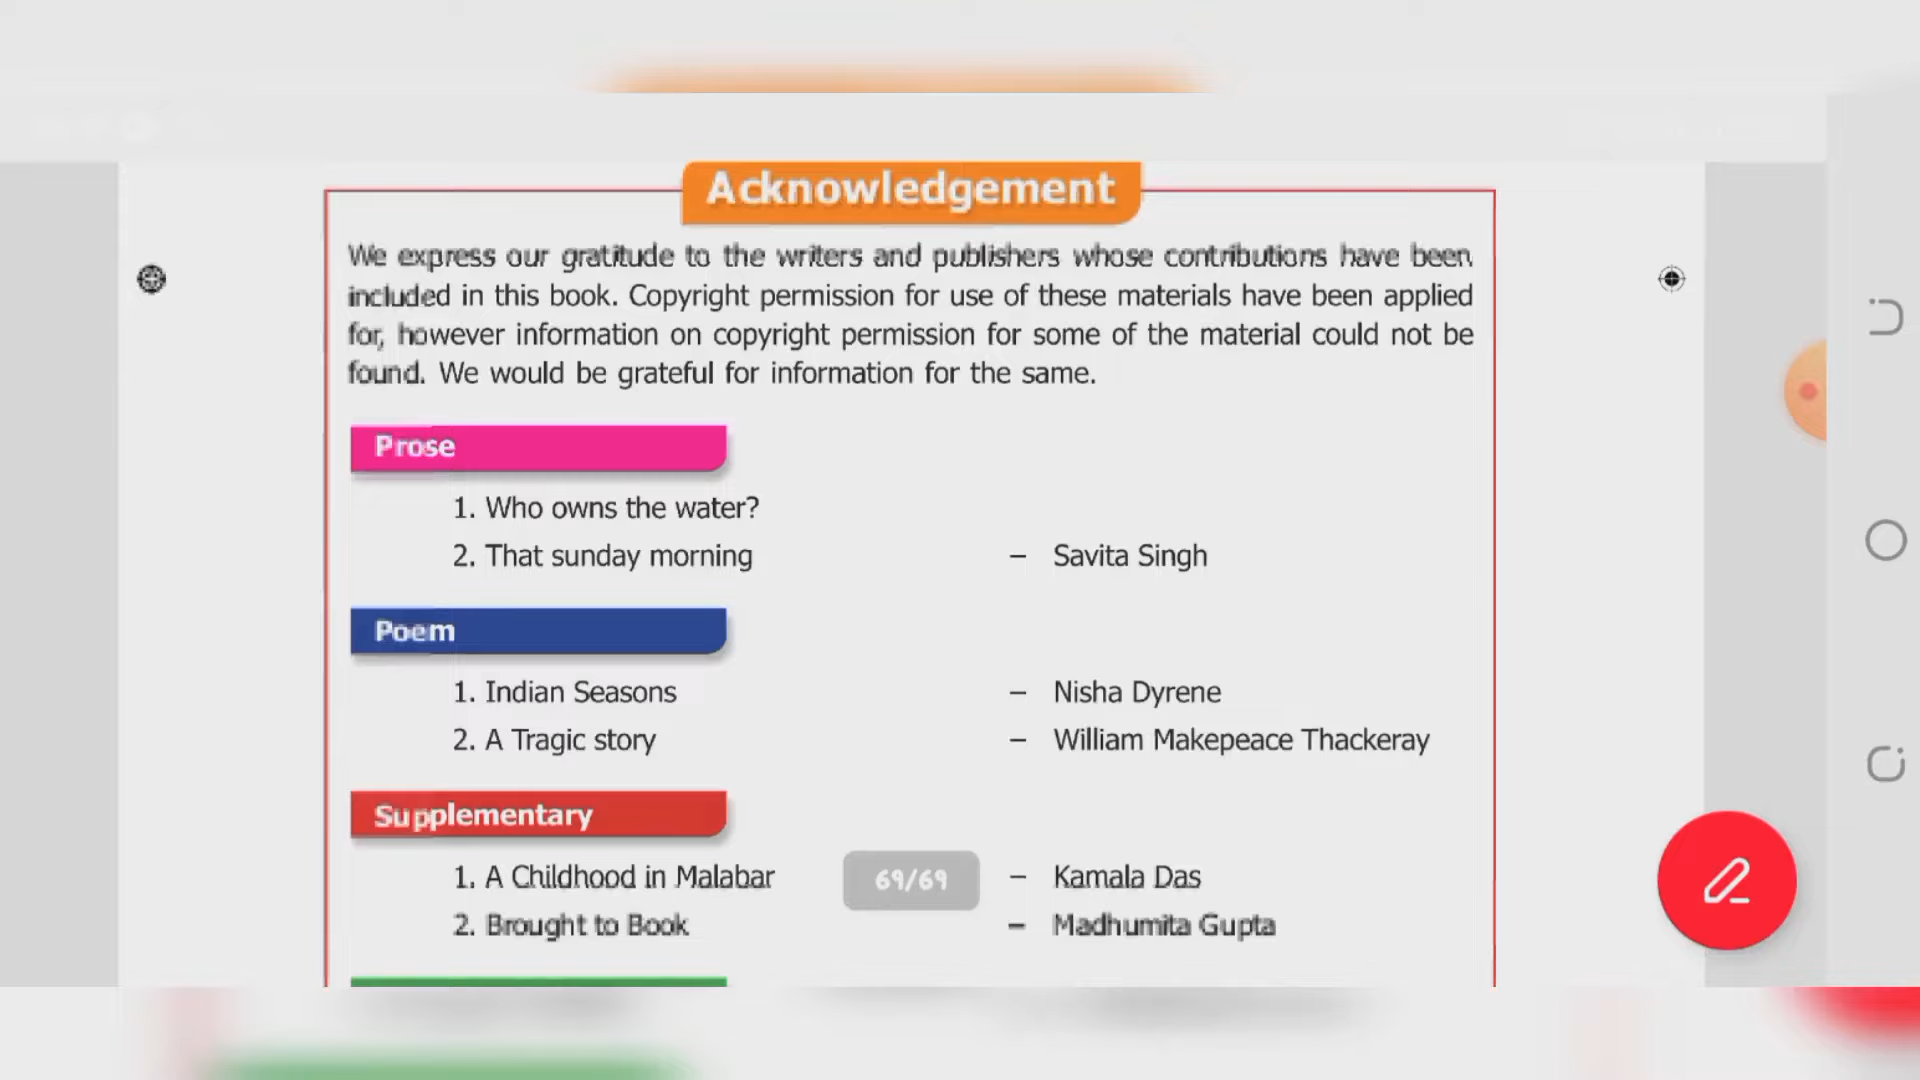 Acknowledgement
We express our gratitude to the writers and publishers whose contributions have been
included in this book. Copyright permission for use of these materials have been applied
for, however information on copyright permission for some of the material could not be
found. We would be grateful for information for the same.
Prose
1. Who owns the water?
2. That sunday morning – Savita Singh
Poem
1. Indian Seasons – Nisha Dyrene
2. A Tragic story – William Makepeace Thackeray
Supplementary
1. A Childhood in Malabar – Kamala Das
69/69
2. Brought to Book – Madhumita Gupta